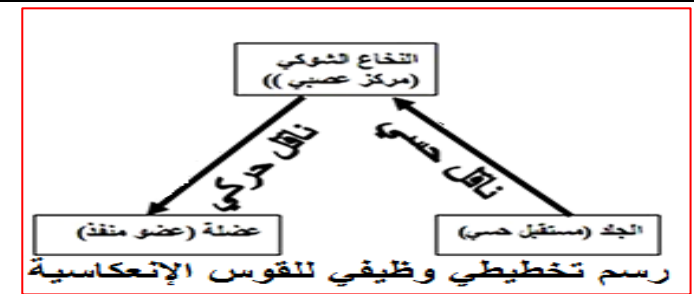 النخاع الشوكي
(مركز عصبي ))
ناقل حركي
ناقل حسي
الجلد (مستقبل حسي)
عضلة (عضو منفذ)
رسم تخطيطي وظيفي للقوس الإنعكاسية